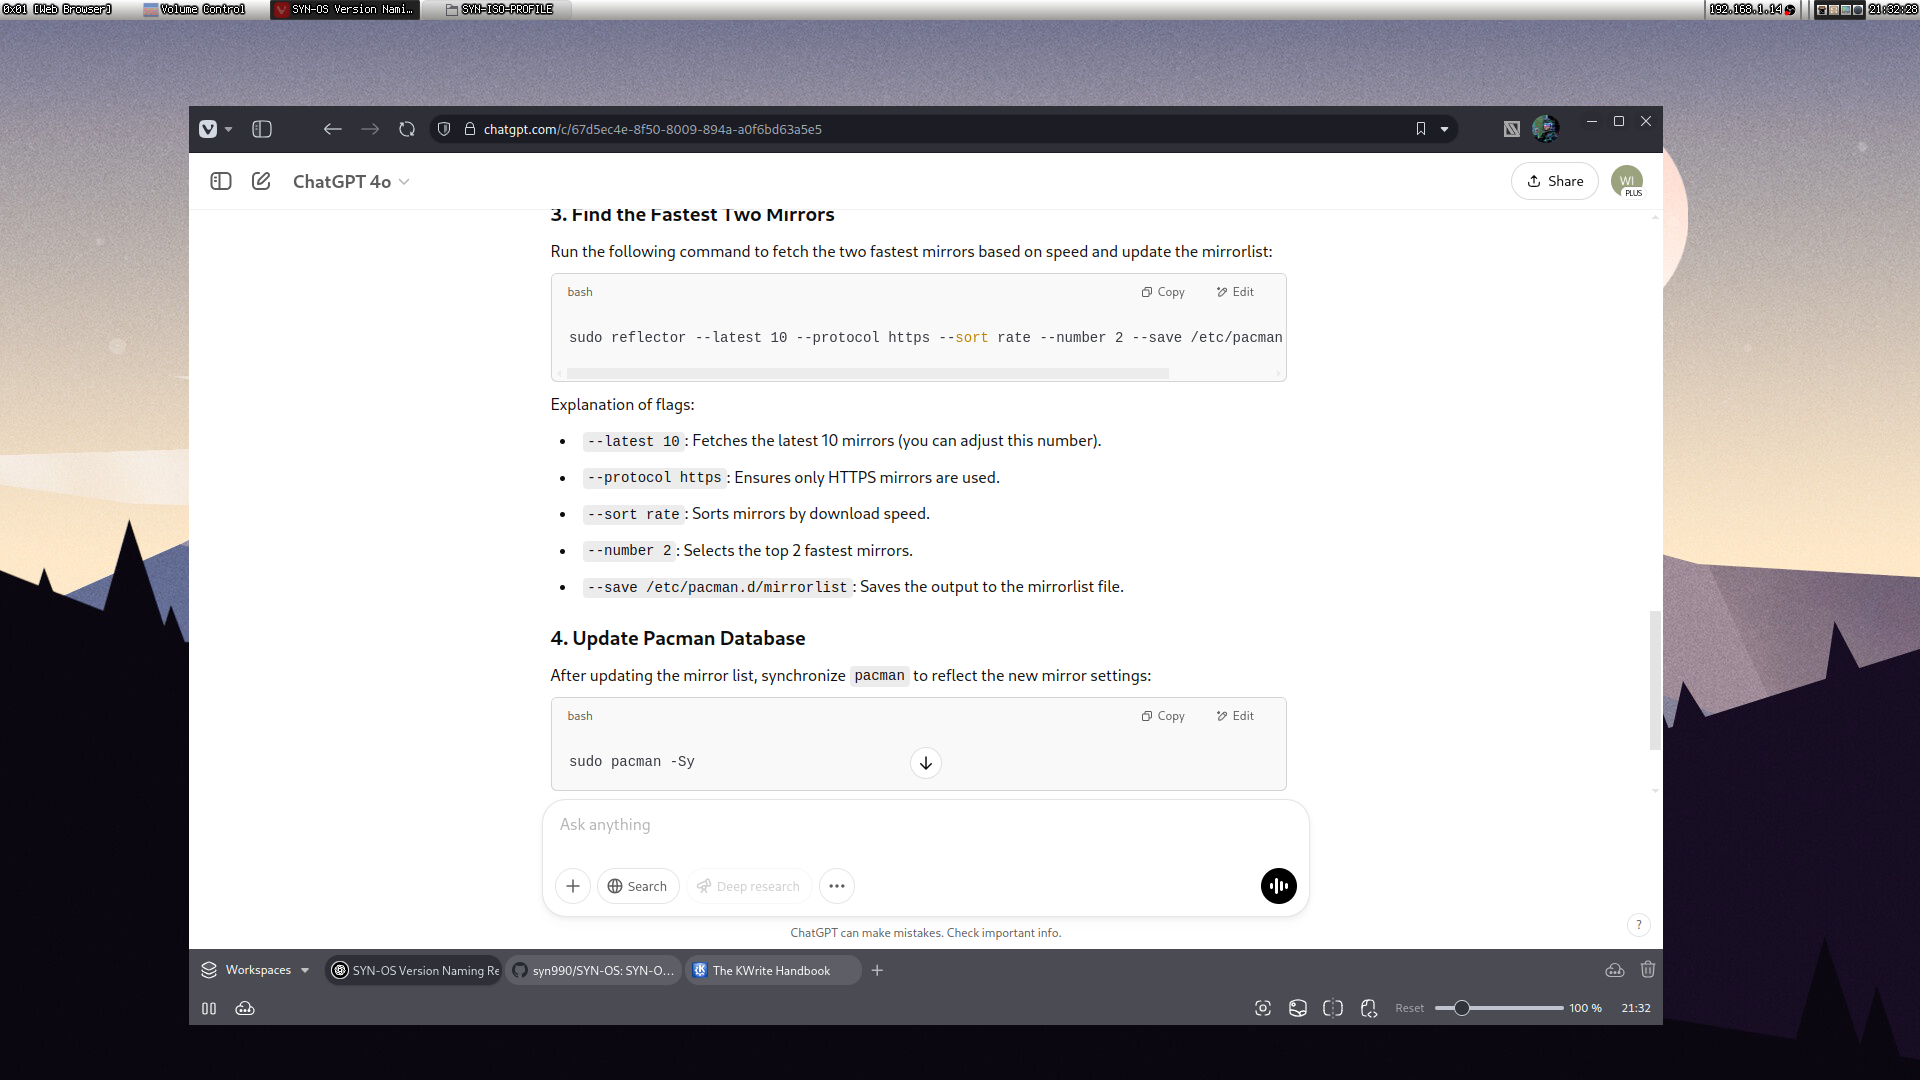 0x01 [Web Browser]
Volume Control
SYN-OS Version Nami...
SYN-ISO-PROFILE
192.168.1.14
21:32:28
chatgpt.com/c/67d5ec4e-8f50-8009-894a-a0f6bd63a5e5
ChatGPT 4o
Share
WI
PLUS
3. Find the Fastest Two Mirrors
Run the following command to fetch the two fastest mirrors based on speed and update the mirrorlist:
bash
Copy
Edit
sudo reflector --latest 10 --protocol https --sort rate --number 2 --save /etc/pacman
Explanation of flags:
--latest 10: Fetches the latest 10 mirrors (you can adjust this number).
--protocol https: Ensures only HTTPS mirrors are used.
--sort rate: Sorts mirrors by download speed.
--number 2: Selects the top 2 fastest mirrors.
--save /etc/pacman.d/mirrorlist: Saves the output to the mirrorlist file.
4. Update Pacman Database
After updating the mirror list, synchronize pacman to reflect the new mirror settings:
bash
Copy
Edit
sudo pacman -Sy
Ask anything
Search
Deep research
ChatGPT can make mistakes. Check important info.
?
Workspaces
SYN-OS Version Naming Re
syn990/SYN-OS: SYN-O...
The KWrite Handbook
Reset
100 %
21:32